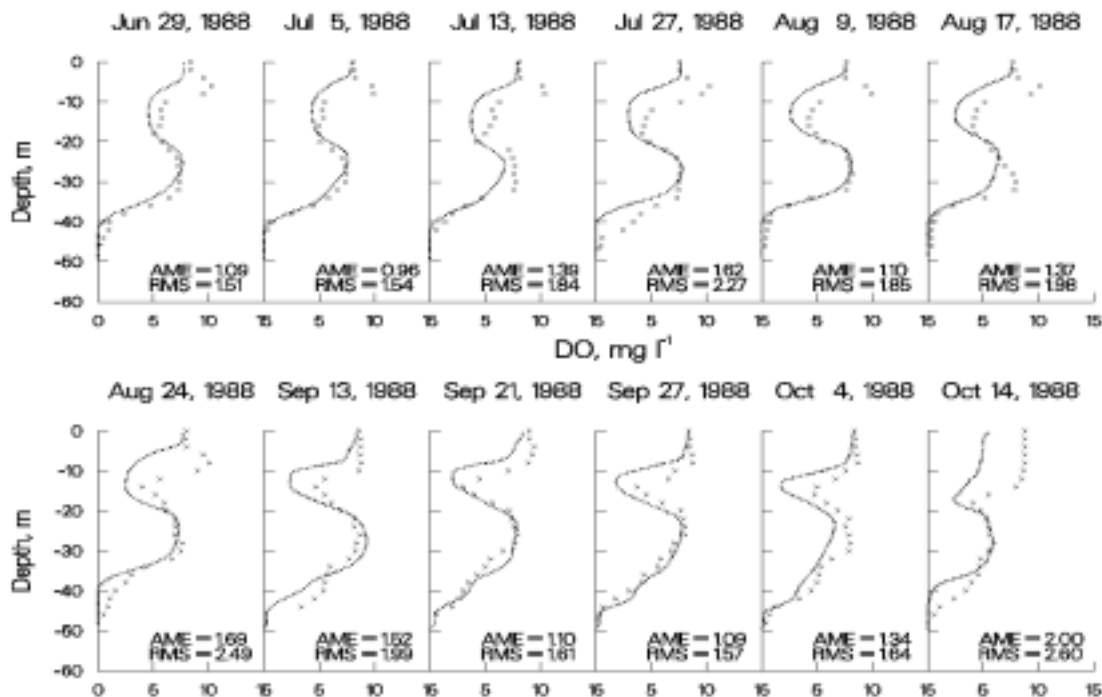 Jun 29, 1988 Jul 5, 1988 Jul 13, 1988 Jul 27, 1988 Aug 9, 1988 Aug 17, 1988
0
-10
-20
-30
-40
-50
-60
Depth, m
AME = 1.09 AME = 0.96 AME = 1.39 AME = 1.62 AME = 1.10 AME = 1.37
RMS = 1.51 RMS = 1.54 RMS = 1.84 RMS = 2.27 RMS = 1.85 RMS = 1.98
0 5 10 15 5 10 15 5 10 15 5 10 15 5 10 15 5 10 15
DO, mg l-1
Aug 24, 1988 Sep 13, 1988 Sep 21, 1988 Sep 27, 1988 Oct 4, 1988 Oct 14, 1988
0
-10
-20
-30
-40
-50
-60
Depth, m
AME = 1.69 AME = 1.52 AME = 1.10 AME = 1.09 AME = 1.34 AME = 2.00
RMS = 2.49 RMS = 1.99 RMS = 1.61 RMS = 1.57 RMS = 1.64 RMS = 2.60
0 5 10 15 5 10 15 5 10 15 5 10 15 5 10 15 5 10 15